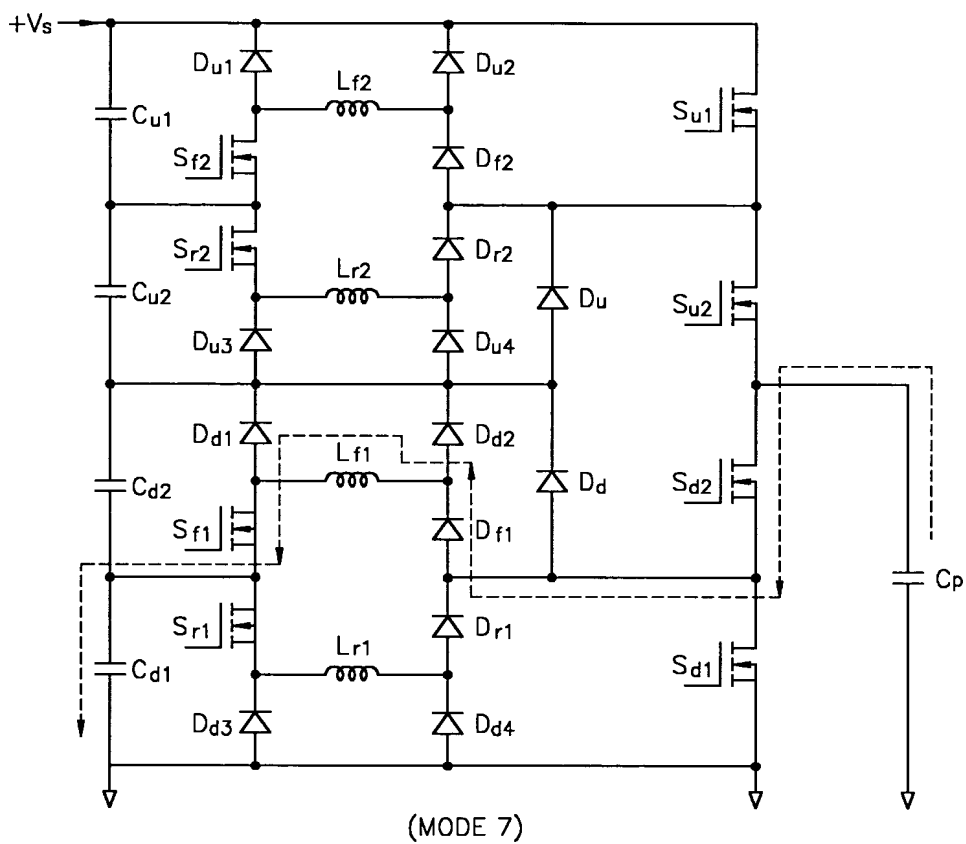 +Vs
Du1
Lf2
Du2
Cu1
Su1
Sf2
Df2
Sr2
Dr2
Lr2
Cu2
Du
Su2
Du3
Du4
Dd1
Lf1
Dd2
Cd2
Dd
Sd2
Sf1
Df1
Cp
Sr1
Dr1
Lr1
Cd1
Sd1
Dd3
Dd4
(MODE 7)